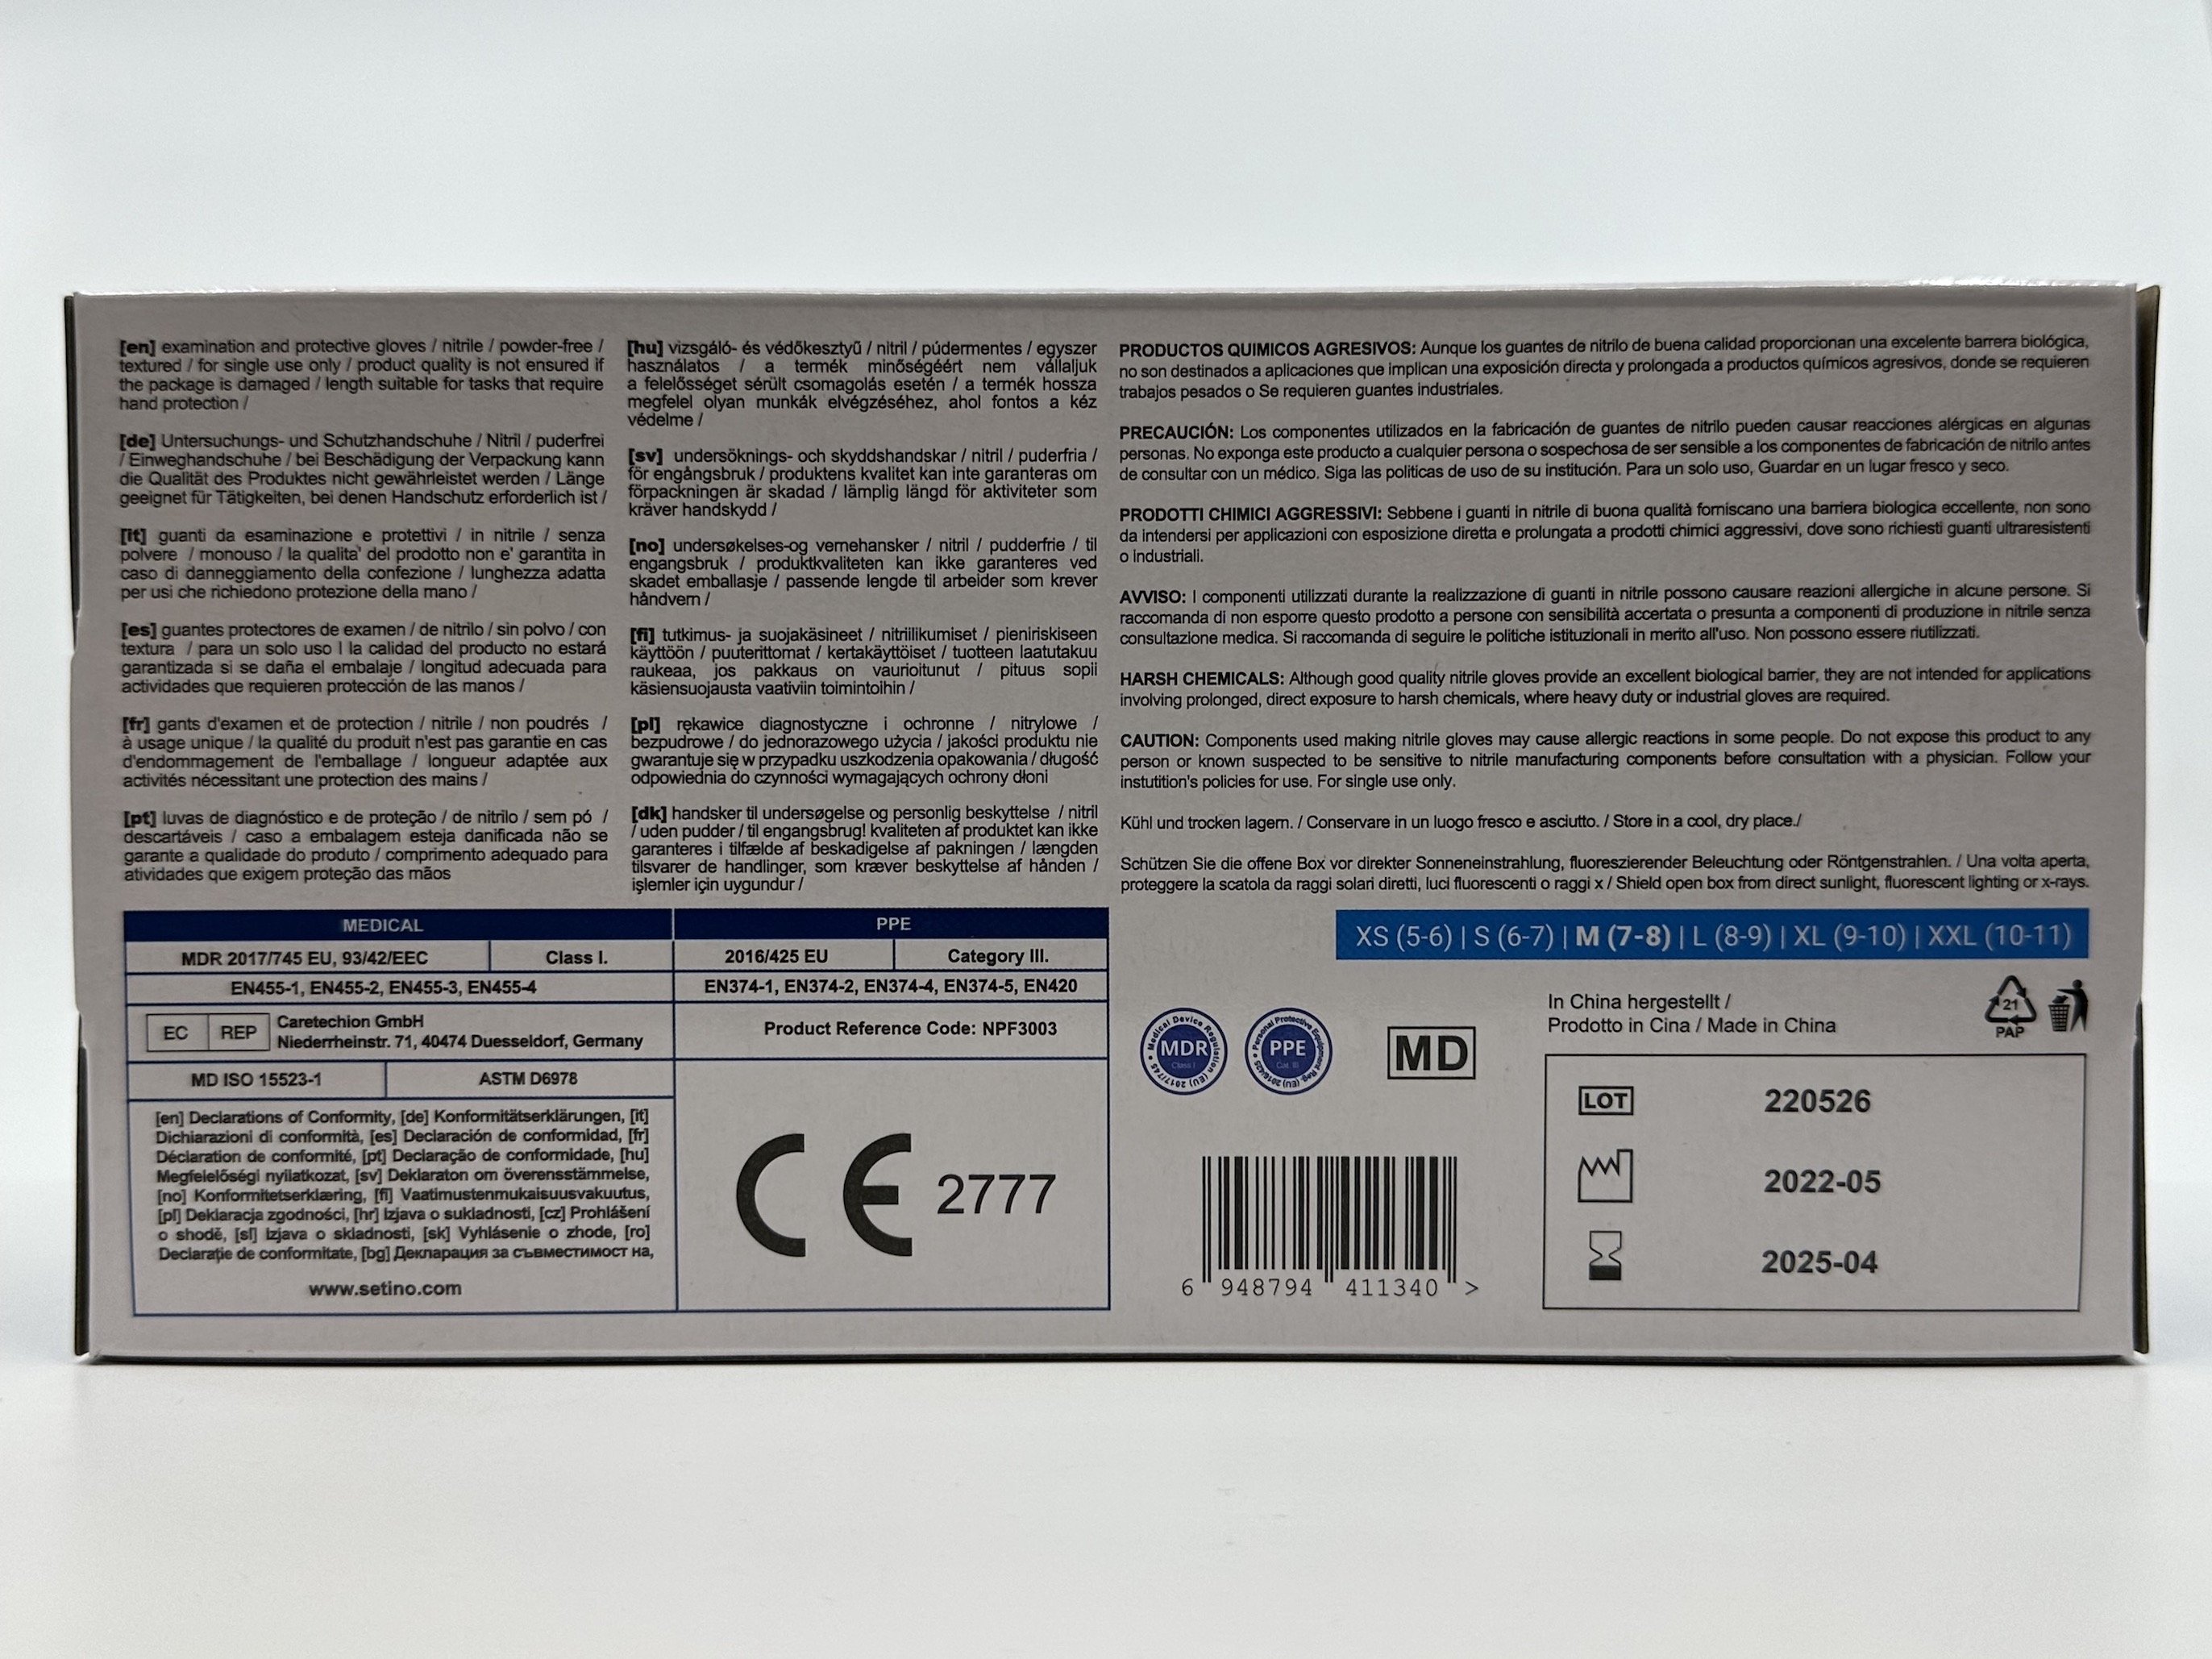 [en] examination and protective gloves / nitrile / powder-free /
textured / for single use only / product quality is not ensured if
the package is damaged / length suitable for tasks that require
hand protection /
[de] Untersuchungs- und Schutzhandschuhe / Nitril / puderfrei
/ Einweghandschuhe / bei Beschädigung der Verpackung kann
die Qualität des Produktes nicht gewährleistet werden / Länge
geeignet für Tätigkeiten, bei denen Handschutz erforderlich ist /
[it] guanti da esaminazione e protettivi / in nitrile / senza
polvere / monouso / la qualita' del prodotto non e' garantita in
caso di danneggiamento della confezione / lunghezza adatta
per usi che richiedono protezione della mano /
[es] guantes protectores de examen / de nitrilo / sin polvo / con
textura / para un solo uso l la calidad del producto no estará
garantizada si se daña el embalaje / longitud adecuada para
actividades que requieren protección de las manos /
[fr] gants d'examen et de protection / nitrile / non poudrés /
à usage unique / la qualité du produit n'est pas garantie en cas
d'endommagement de l'emballage / longueur adaptée aux
activités nécessitant une protection des mains /
[pt] luvas de diagnóstico e de proteção / de nitrilo / sem pó /
descartáveis / caso a embalagem esteja danificada não se
garante a qualidade do produto / comprimento adequado para
atividades que exigem proteção das mãos
[hu] vizsgáló- és védőkesztyű / nitril / púdermentes / egyszer
használatos / a termék minőségéért nem vállaljuk
a felelősséget sérült csomagolás esetén / a termék hossza
megfelel olyan munkák elvégzéséhez, ahol fontos a kéz
védelme /
[sv] undersöknings- och skyddshandskar / nitril / puderfria /
för engångsbruk / produktens kvalitet kan inte garanteras om
förpackningen är skadad / lämplig längd för aktiviteter som
kräver handskydd /
[no] undersøkelses-og vernehansker / nitril / pudderfrie / til
engangsbruk / produktkvaliteten kan ikke garanteres ved
skadet emballasje / passende lengde til arbeider som krever
håndvern /
[fi] tutkimus- ja suojakäsineet / nitriilikumiset / pieniriskiseen
käyttöön / puuterittomat / kertakäyttöiset / tuotteen laatutakuu
raukeaa, jos pakkaus on vaurioitunut / pituus sopii
käsiensuojausta vaativiin toimintoihin /
[pl] rękawice diagnostyczne i ochronne / nitrylowe /
bezpudrowe / do jednorazowego użycia / jakości produktu nie
gwarantuje się w przypadku uszkodzenia opakowania / długość
odpowiednia do czynności wymagających ochrony dłoni
[dk] handsker til undersøgelse og personlig beskyttelse / nitril
/ uden pudder / til engangsbrug! kvaliteten af produktet kan ikke
garanteres i tilfælde af beskadigelse af pakningen / længden
tilsvarer de handlinger, som kræver beskyttelse af hånden /
işlemler için uygundur /
PRODUCTOS QUIMICOS AGRESIVOS: Aunque los guantes de nitrilo de buena calidad proporcionan una excelente barrera biológica,
no son destinados a aplicaciones que implican una exposición directa y prolongada a productos químicos agresivos, donde se requieren
trabajos pesados o Se requieren guantes industriales.
PRECAUCIÓN: Los componentes utilizados en la fabricación de guantes de nitrilo pueden causar reacciones alérgicas en algunas
personas. No exponga este producto a cualquier persona o sospechosa de ser sensible a los componentes de fabricación de nitrilo antes
de consultar con un médico. Siga las politicas de uso de su institución. Para un solo uso, Guardar en un lugar fresco y seco.
PRODOTTI CHIMICI AGGRESSIVI: Sebbene i guanti in nitrile di buona qualità forniscano una barriera biologica eccellente, non sono
da intendersi per applicazioni con esposizione diretta e prolungata a prodotti chimici aggressivi, dove sono richiesti guanti ultraresistenti
o industriali.
AVVISO: I componenti utilizzati durante la realizzazione di guanti in nitrile possono causare reazioni allergiche in alcune persone. Si
raccomanda di non esporre questo prodotto a persone con sensibilità accertata o presunta a componenti di produzione in nitrile senza
consultazione medica. Si raccomanda di seguire le politiche istituzionali in merito all'uso. Non possono essere riutilizzati.
HARSH CHEMICALS: Although good quality nitrile gloves provide an excellent biological barrier, they are not intended for applications
involving prolonged, direct exposure to harsh chemicals, where heavy duty or industrial gloves are required.
CAUTION: Components used making nitrile gloves may cause allergic reactions in some people. Do not expose this product to any
person or known suspected to be sensitive to nitrile manufacturing components before consultation with a physician. Follow your
instutition's policies for use. For single use only.
Kühl und trocken lagern. / Conservare in un luogo fresco e asciutto. / Store in a cool, dry place./
Schützen Sie die offene Box vor direkter Sonneneinstrahlung, fluoreszierender Beleuchtung oder Röntgenstrahlen. / Una volta aperta,
proteggere la scatola da raggi solari diretti, luci fluorescenti o raggi x / Shield open box from direct sunlight, fluorescent lighting or x-rays.
MEDICAL
MDR 2017/745 EU, 93/42/EEC
Class I.
EN455-1, EN455-2, EN455-3, EN455-4
EC REP
Caretechion GmbH
Niederrheinstr. 71, 40474 Duesseldorf, Germany
MD ISO 15523-1
ASTM D6978
[en] Declarations of Conformity, [de] Konformitätserklärungen, [it]
Dichiarazioni di conformità, [es] Declaración de conformidad, [fr]
Déclaration de conformité, [pt] Declaração de conformidade, [hu]
Megfelelőségi nyilatkozat, [sv] Deklaraton om överensstämmelse,
[no] Konformitetserklæring, [fi] Vaatimustenmukaisuusvakuutus,
[pl] Deklaracja zgodności, [hr] Izjava o sukladnosti, [cz] Prohlášení
o shodě, [sl] Izjava o skladnosti, [sk] Vyhlásenie o zhode, [ro]
Declarație de conformitate, [bg] Декларация за съвместимост на,
www.setino.com
PPE
2016/425 EU
Category III.
EN374-1, EN374-2, EN374-4, EN374-5, EN420
Product Reference Code: NPF3003
CE 2777
XS (5-6) | S (6-7) | M (7-8) | L (8-9) | XL (9-10) | XXL (10-11)
Medical Device Regulation (EU) 2017/745
MDR
Class I
Personal Protective Equipment Reg. (EU) 2016/425
PPE
Cat. III
MD
In China hergestellt /
Prodotto in Cina / Made in China
21
PAP
LOT 220526
2022-05
2025-04
6 948794 411340 >